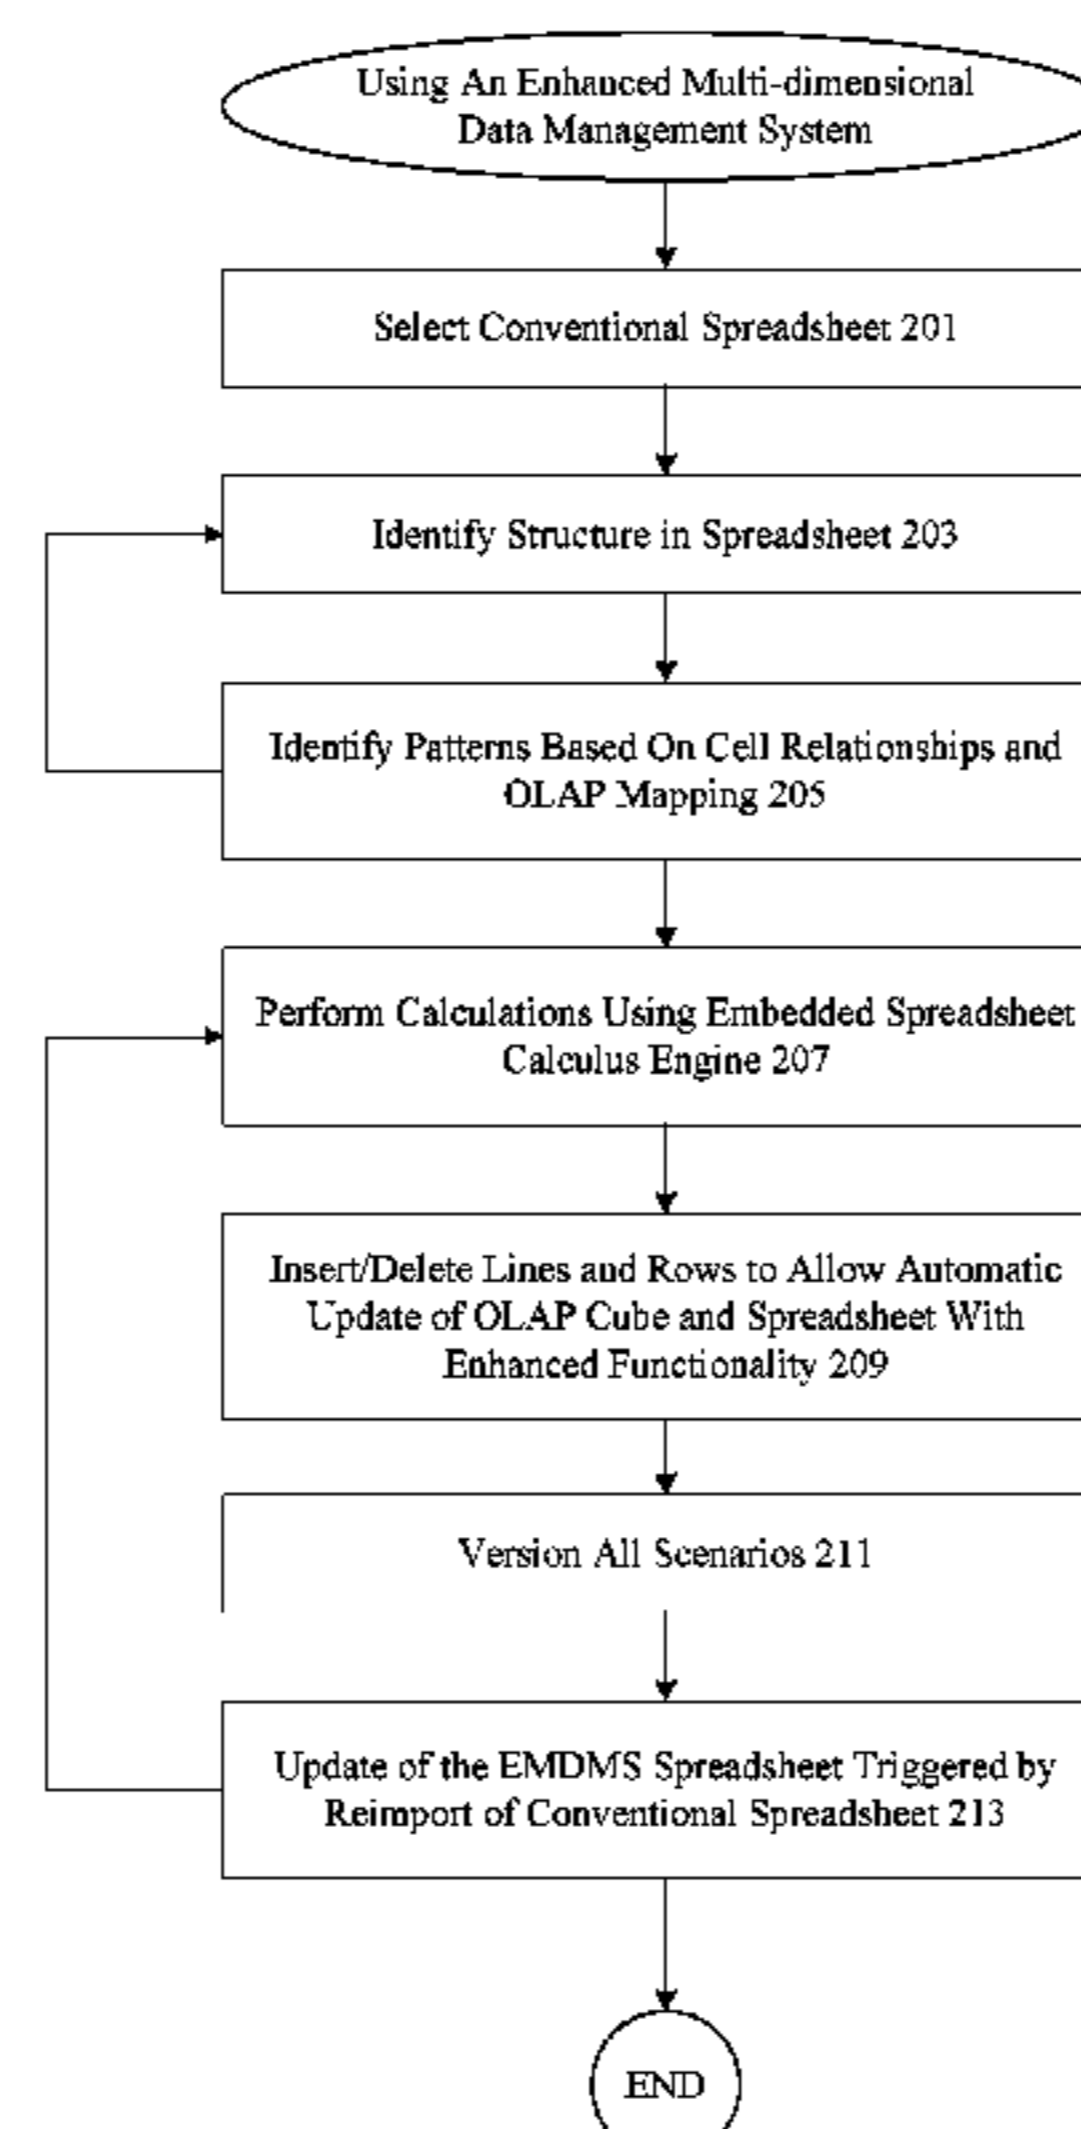 Using An Enhanced Multi-dimensional
Data Management System
Select Conventional Spreadsheet 201
Identify Structure in Spreadsheet 203
Identify Patterns Based On Cell Relationships and
OLAP Mapping 205
Perform Calculations Using Embedded Spreadsheet
Calculus Engine 207
Insert/Delete Lines and Rows to Allow Automatic
Update of OLAP Cube and Spreadsheet With
Enhanced Functionality 209
Version All Scenarios 211
Update of the EMDMS Spreadsheet Triggered by
Reimport of Conventional Spreadsheet 213
END